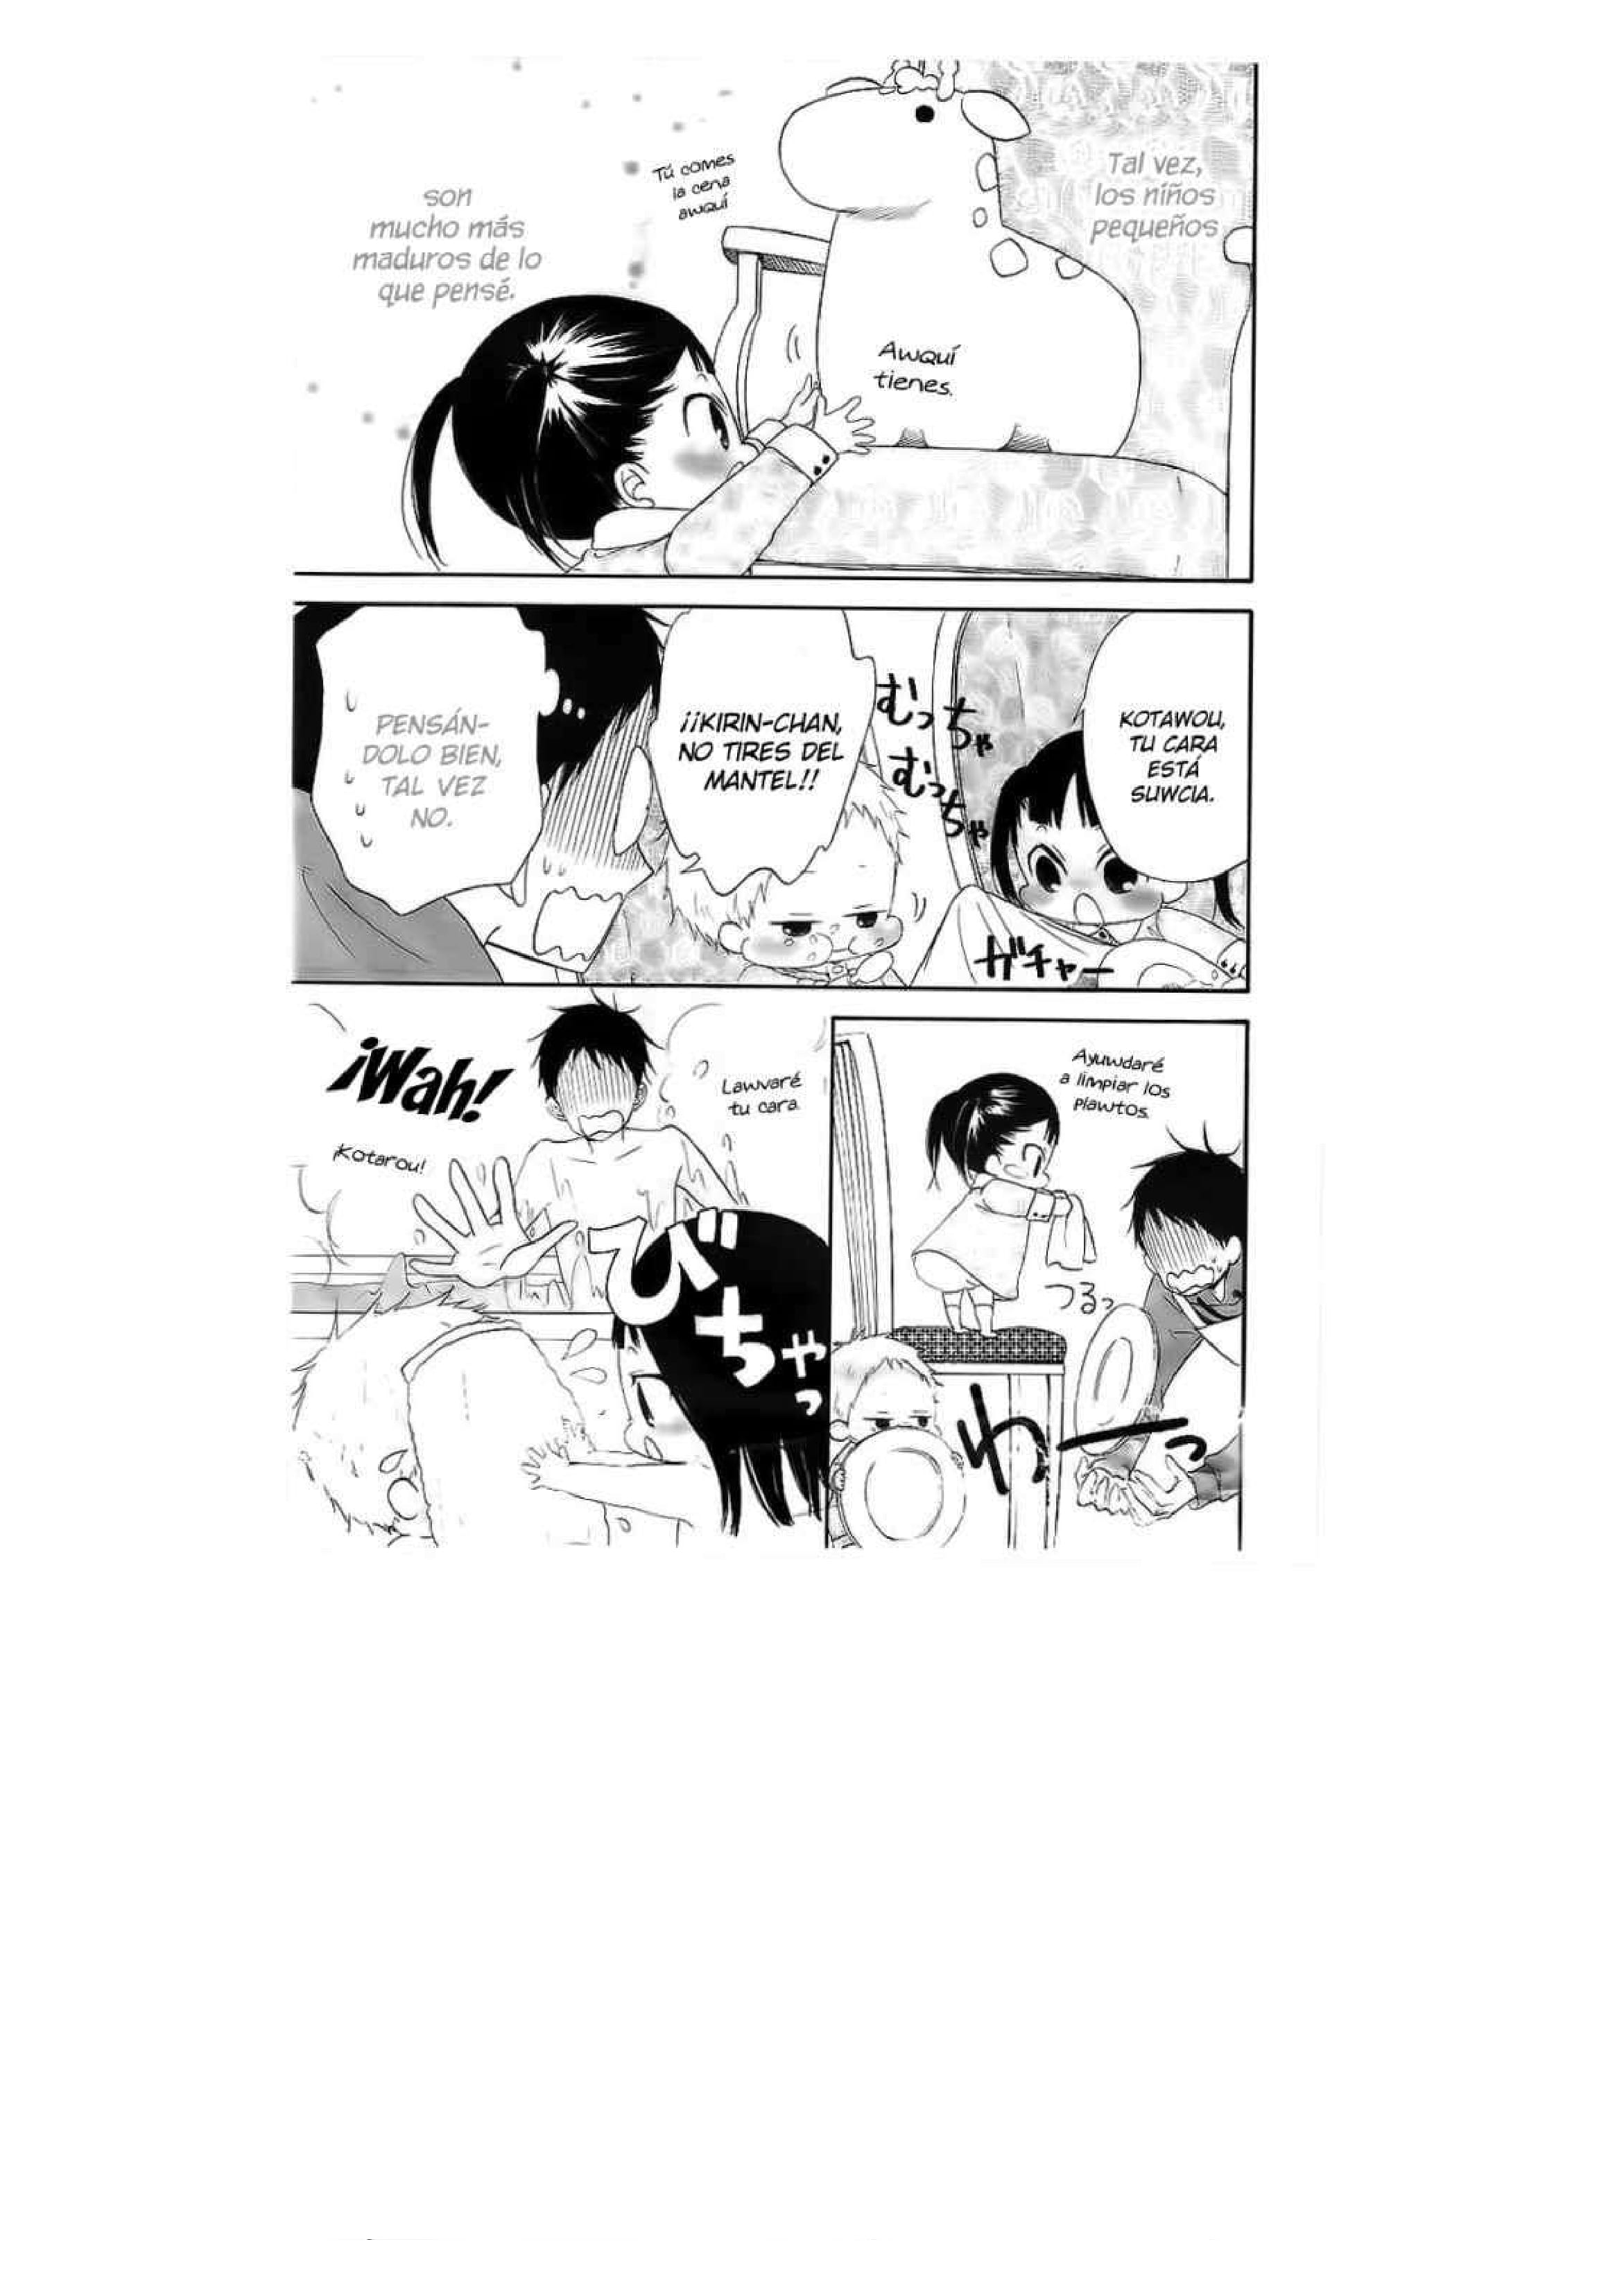 Tal vez,
los niños
pequeños
Tú comes
la cena
awquí
son
mucho más
maduros de lo
que pensé.
Awquí
tienes.
KOTAWOU,
TU CARA
ESTÁ
SUWCIA.
むっちゃ
むっちゃ
ガチャー
¡¡KIRIN-CHAN,
NO TIRES DEL
MANTEL!!
PENSÁN-
DOLO BIEN,
TAL VEZ
NO.
Ayuwdaré
a limpiar los
plawtos.
つるっ
わーっ
Lawvaré
tu cara.
¡Wah!
¡Kotarou!
びちゃっ